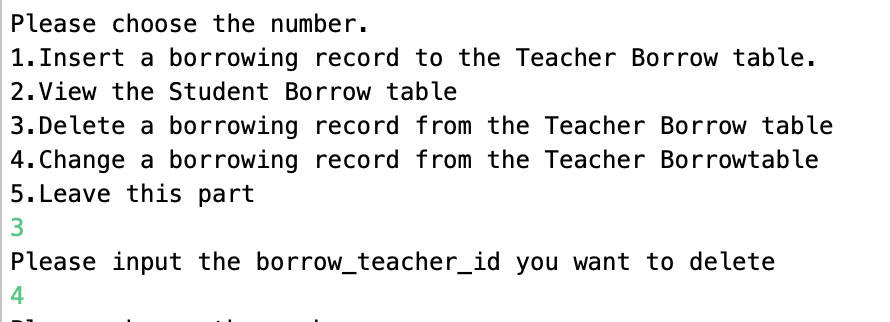 Please choose the number.
1.Insert a borrowing record to the Teacher Borrow table.
2.View the Student Borrow table
3.Delete a borrowing record from the Teacher Borrow table
4.Change a borrowing record from the Teacher Borrowtable
5.Leave this part
3
Please input the borrow_teacher_id you want to delete
4